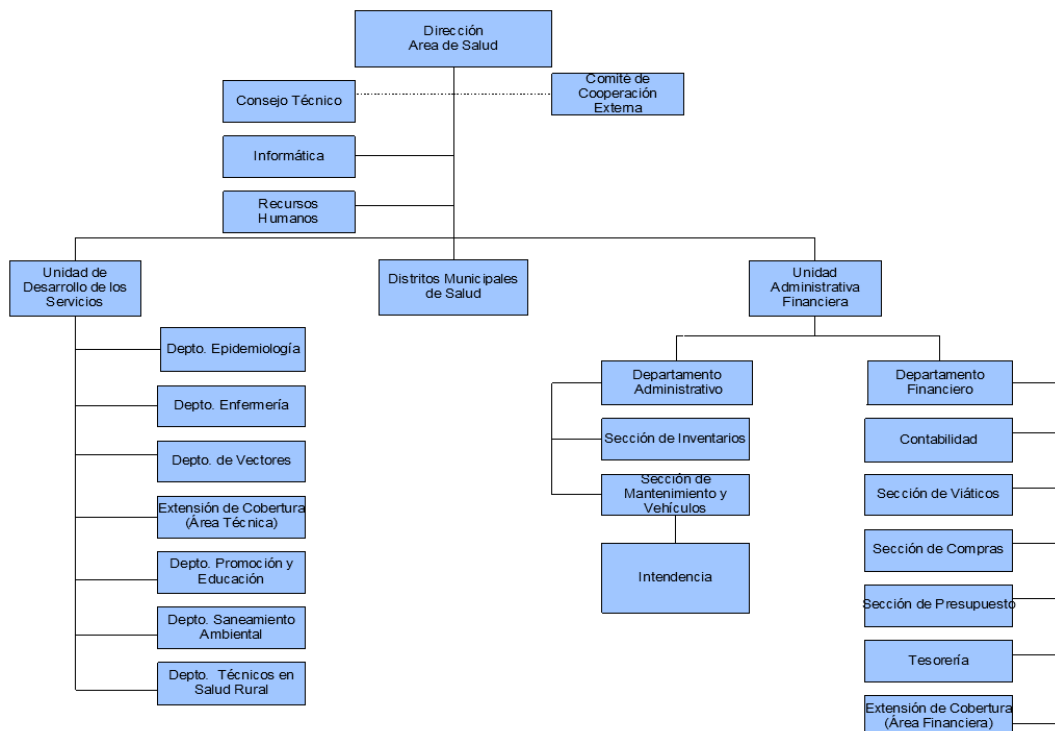 Dirección
Area de Salud
Consejo Técnico
Comité de
Cooperación
Externa
Informática
Recursos
Humanos
Unidad de
Desarrollo de los
Servicios
Distritos Municipales
de Salud
Unidad
Administrativa
Financiera
Depto. Epidemiología
Depto. Enfermería
Depto. de Vectores
Extensión de Cobertura
(Área Técnica)
Depto. Promoción y
Educación
Depto. Saneamiento
Ambiental
Depto. Técnicos en
Salud Rural
Departamento
Administrativo
Sección de Inventarios
Sección de
Mantenimiento y
Vehículos
Intendencia
Departamento
Financiero
Contabilidad
Sección de Viáticos
Sección de Compras
Sección de Presupuesto
Tesorería
Extensión de Cobertura
(Área Financiera)